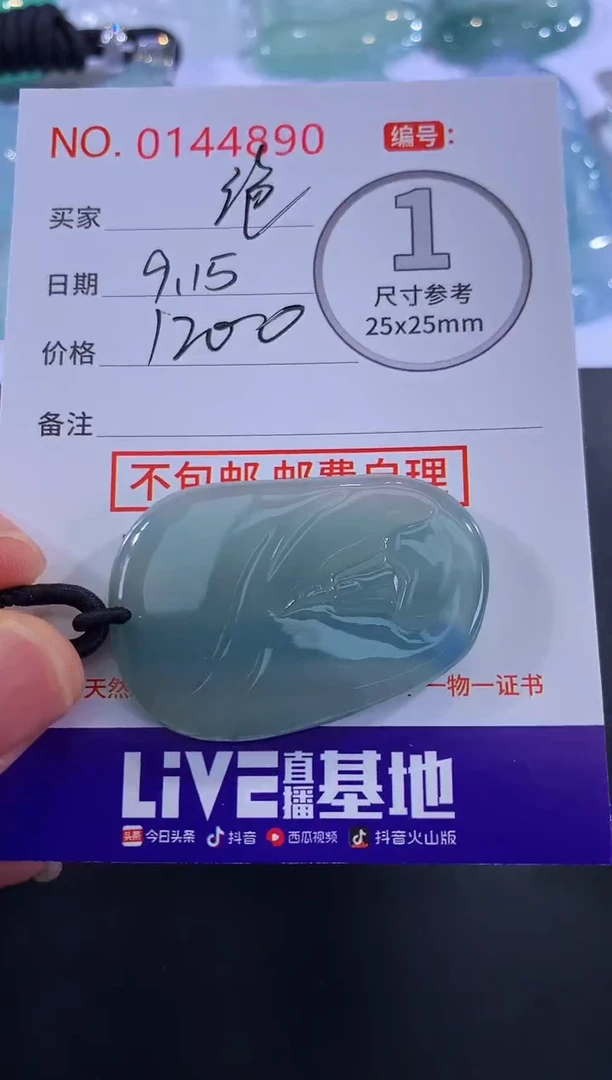 NO. 0144890 编号:
买家 绝
日期 9.15
价格 1200
1
尺寸参考
25x25mm
备注
不包邮 邮费自理
天然
一物一证书
LiVE直播基地
头条 今日头条 抖音 西瓜视频 抖音火山版